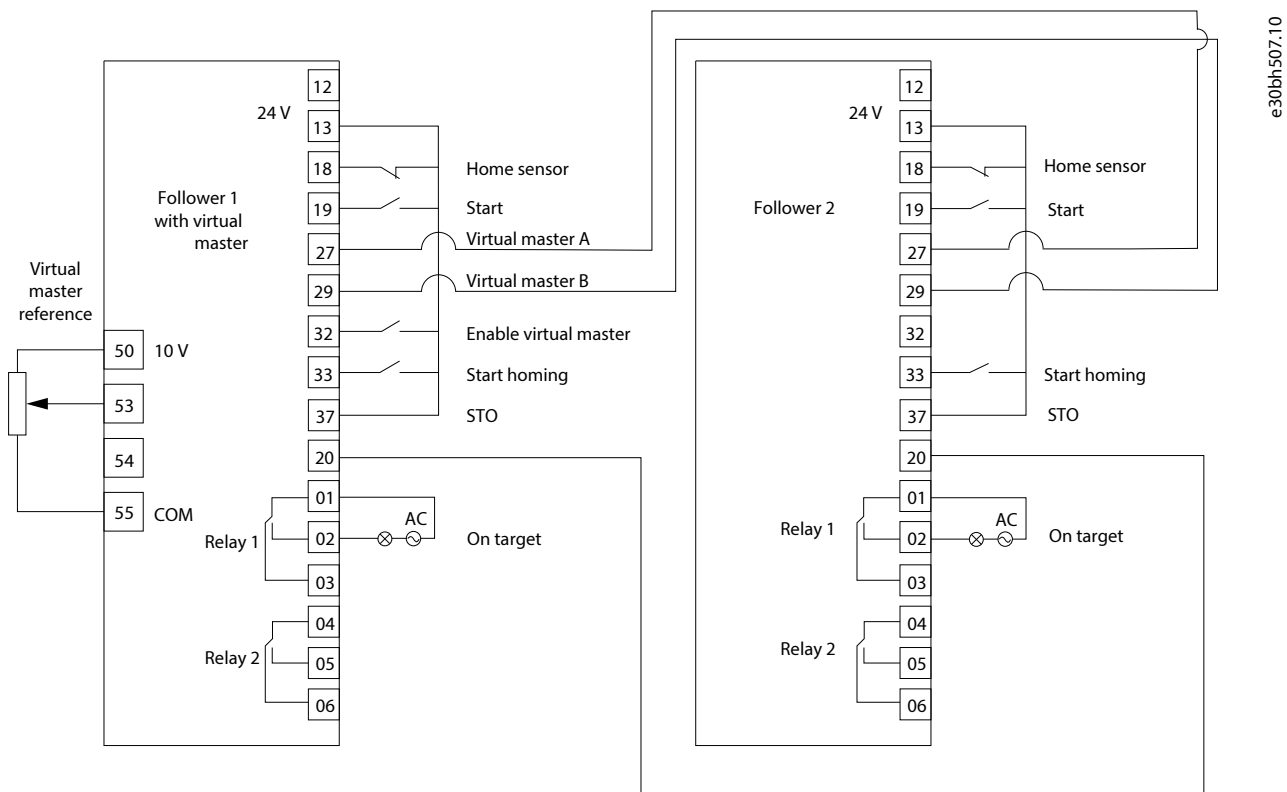 e30bh507.10
Virtual
master
reference
50
10 V
53
54
55
COM
Follower 1
with virtual
master
24 V
12
13
18
Home sensor
19
Start
27
Virtual master A
29
Virtual master B
32
Enable virtual master
33
Start homing
37
STO
20
Relay 1
01
AC
02
On target
03
Relay 2
04
05
06
Follower 2
24 V
12
13
18
Home sensor
19
Start
27
29
32
33
Start homing
37
STO
20
Relay 1
01
AC
02
On target
03
Relay 2
04
05
06